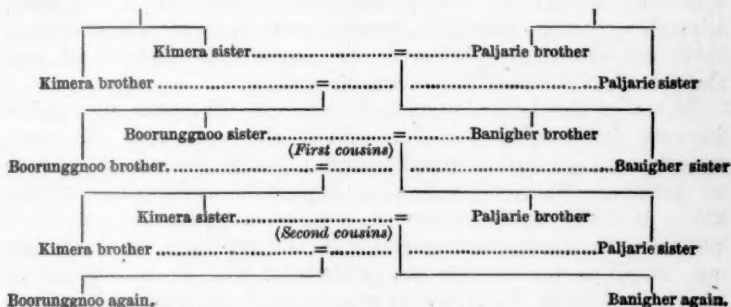 Kimera sister ........................ = ........... Paljarie brother
Kimera brother ........................ = ........... ........................ Paljarie sister
Boorunggnoo sister .................. = ........... Banigher brother
(First cousins)
Boorunggnoo brother. .................. = ........... ........................ Banigher sister
Kimera sister ........................ = Paljarie brother
(Second cousins)
Kimera brother ........................ = ........... ........................ Paljarie sister
Boorunggnoo again. Banigher again.